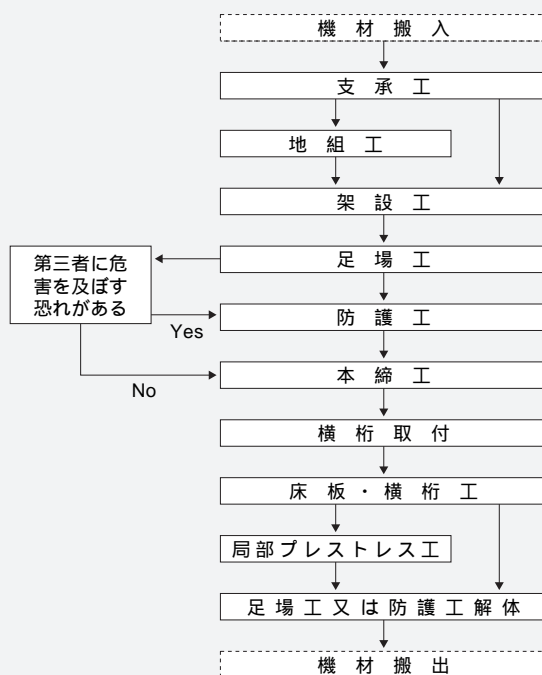 機材搬入
支承工
地組工
架設工
足場工
第三者に危
害を及ぼす
恐れがある
防護工
Yes
本締工
No
横桁取付
床板・横桁工
局部プレストレス工
足場工又は防護工解体
機材搬出